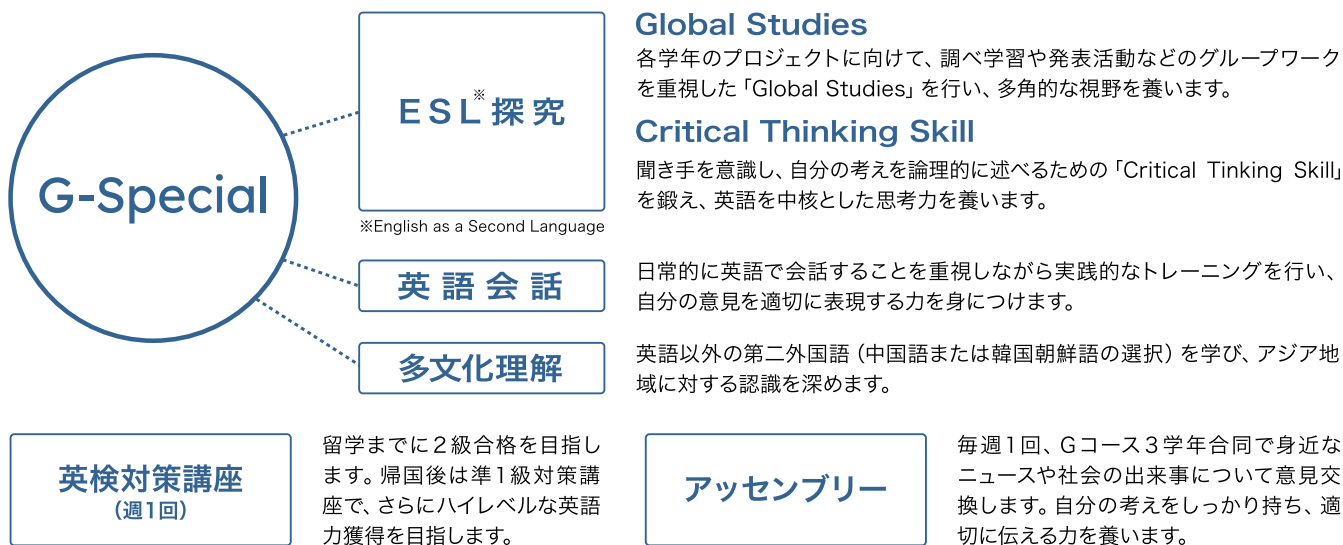 G-Special
ESL※探究
※English as a Second Language
Global Studies
各学年のプロジェクトに向けて、調べ学習や発表活動などのグループワーク
を重視した「Global Studies」を行い、多角的な視野を養います。
Critical Thinking Skill
聞き手を意識し、自分の考えを論理的に述べるための「Critical Tinking Skill」
を鍛え、英語を中核とした思考力を養います。
英語会話
日常的に英語で会話することを重視しながら実践的なトレーニングを行い、
自分の意見を適切に表現する力を身につけます。
多文化理解
英語以外の第二外国語（中国語または韓国朝鮮語の選択）を学び、アジア地
域に対する認識を深めます。
英検対策講座
（週1回）
留学までに２級合格を目指し
ます。帰国後は準１級対策講
座で、さらにハイレベルな英語
力獲得を目指します。
アッセンブリー
毎週1回、Gコース３学年合同で身近な
ニュースや社会の出来事について意見交
換します。自分の考えをしっかり持ち、適
切に伝える力を養います。